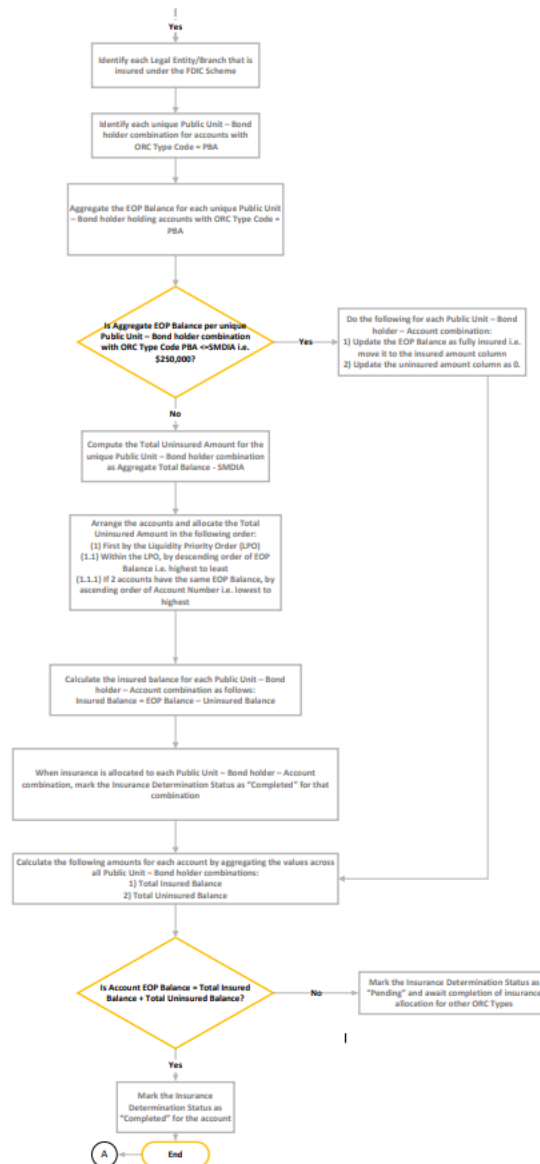 Yes
Identify each Legal Entity/Branch that is
insured under the FDIC Scheme
Identify each unique Public Unit – Bond
holder combination for accounts with
ORC Type Code = PBA
Aggregate the EOP Balance for each unique Public Unit
– Bond holder holding accounts with ORC Type Code =
PBA
Is Aggregate EOP Balance per unique
Public Unit – Bond holder combination
with ORC Type Code PBA <=SMDIA i.e.
$250,000?
Yes
Do the following for each Public Unit – Bond
holder – Account combination:
1) Update the EOP Balance as fully insured i.e.
move it to the insured amount column
2) Update the uninsured amount column as 0.
No
Compute the Total Uninsured Amount for the
unique Public Unit – Bond holder combination
as Aggregate Total Balance - SMDIA
Arrange the accounts and allocate the Total
Uninsured Amount in the following order:
(1) First by the Liquidity Priority Order (LPO)
(1.1) Within the LPO, by descending order of EOP
Balance i.e. highest to least
(1.1.1) If 2 accounts have the same EOP Balance, by
ascending order of Account Number i.e. lowest to
highest
Calculate the insured balance for each Public Unit – Bond
holder – Account combination as follows:
Insured Balance = EOP Balance – Uninsured Balance
When insurance is allocated to each Public Unit – Bond holder – Account
combination, mark the Insurance Determination Status as "Completed" for that
combination
Calculate the following amounts for each account by aggregating the values across
all Public Unit – Bond holder combinations:
1) Total Insured Balance
2) Total Uninsured Balance
Is Account EOP Balance = Total Insured
Balance + Total Uninsured Balance?
No
Mark the Insurance Determination Status as
"Pending" and await completion of insurance
allocation for other ORC Types
Yes
Mark the Insurance
Determination Status as
"Completed" for the account
A
End